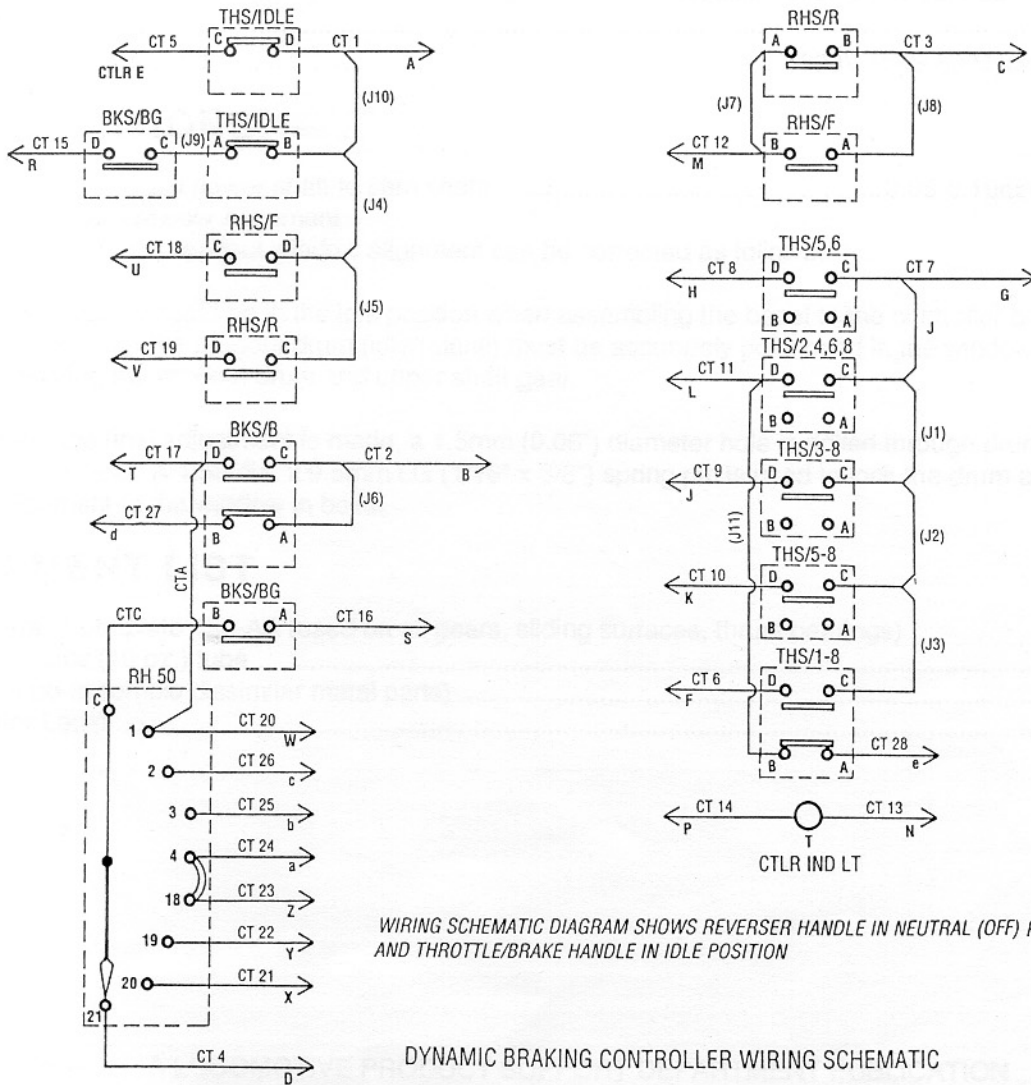 THS/IDLE
CT 5 C D CT 1
CTLR E A
(J10)
BKS/BG THS/IDLE
CT 15 D C (J9) A B
R
(J4)
RHS/F
CT 18 C D
U
(J5)
RHS/R
CT 19 D C
V
BKS/B
CT 17 D C CT 2
T B
(J6)
CT 27
d B A
CTA
BKS/BG
CTC B A CT 16
S
RH 50
C
1 CT 20
W
2 CT 26
c
3 CT 25
b
4 CT 24
a
18 CT 23
Z
19 CT 22
Y
20 CT 21
X
21
CT 4
D
RHS/R
A B CT 3
C
(J7) (J8)
RHS/F
CT 12 B A
M
THS/5,6
CT 8 D C CT 7
H G
B A
J
THS/2,4,6,8
CT 11 D C
L
B A
(J1)
THS/3-8
CT 9 D C
J
B A
(J11) (J2)
THS/5-8
CT 10 D C
K
B A
(J3)
THS/1-8
CT 6 D C
F
B A CT 28
e
CT 14 CT 13
P T N
CTLR IND LT
WIRING SCHEMATIC DIAGRAM SHOWS REVERSER HANDLE IN NEUTRAL (OFF)
AND THROTTLE/BRAKE HANDLE IN IDLE POSITION
DYNAMIC BRAKING CONTROLLER WIRING SCHEMATIC